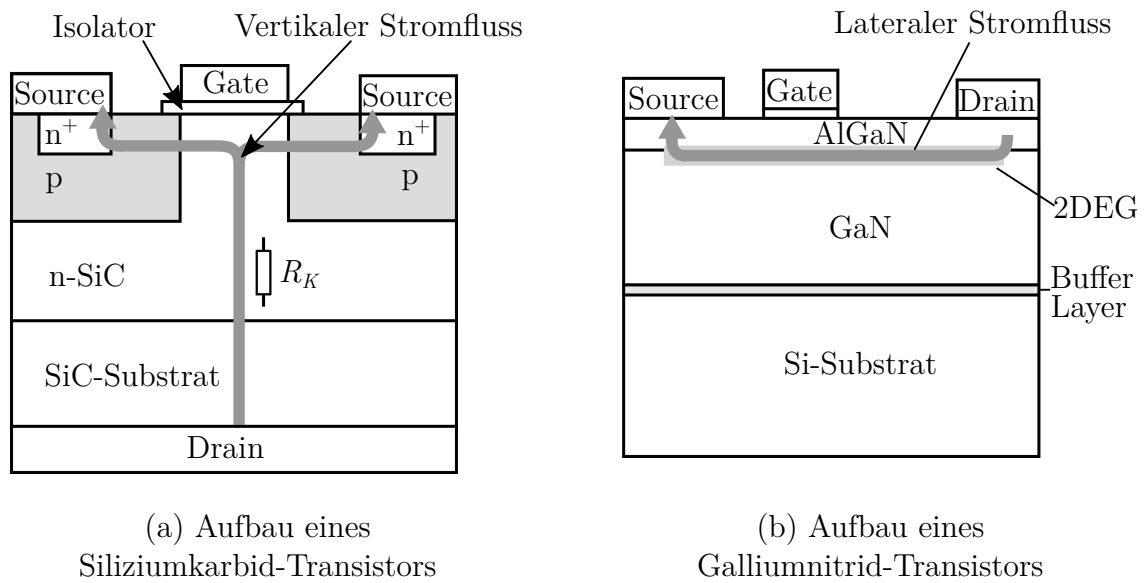 Isolator
Vertikaler Stromfluss
Gate
Source
Source
n+
n+
p
p
n-SiC
R_K
SiC-Substrat
Drain
(a) Aufbau eines
Siliziumkarbid-Transistors
Lateraler Stromfluss
Source
Gate
Drain
AlGaN
2DEG
GaN
Buffer
Layer
Si-Substrat
(b) Aufbau eines
Galliumnitrid-Transistors